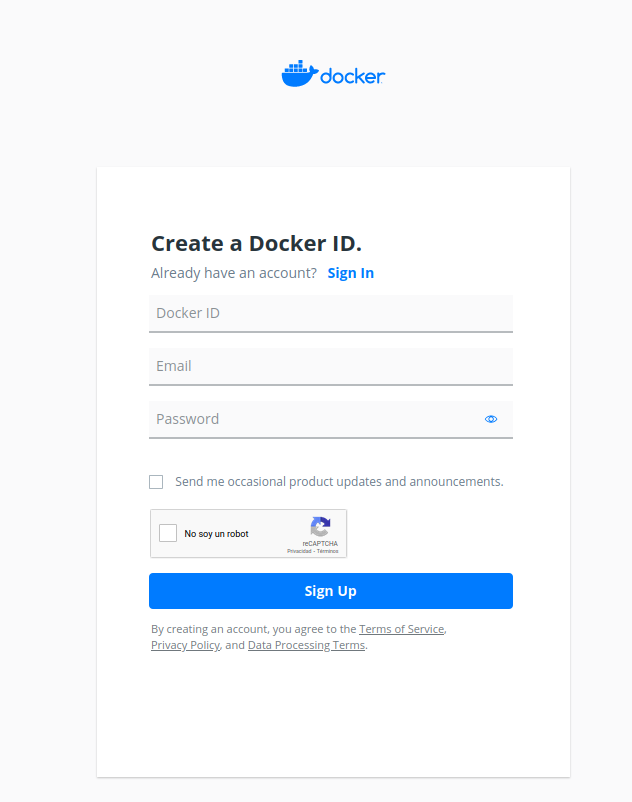 docker
Create a Docker ID.
Already have an account? Sign In
Docker ID
Email
Password
Send me occasional product updates and announcements.
No soy un robot
reCAPTCHA
Privacidad - Términos
Sign Up
By creating an account, you agree to the Terms of Service,
Privacy Policy, and Data Processing Terms.